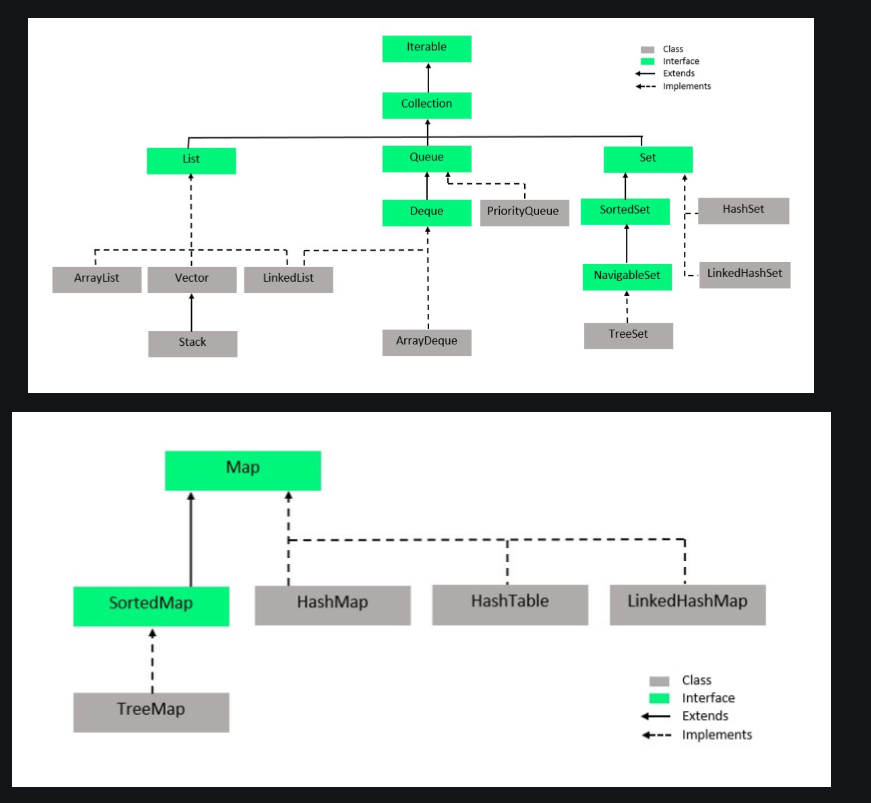 Iterable
Class
Interface
Extends
Implements
Collection
List
Queue
Set
Deque
PriorityQueue
SortedSet
HashSet
ArrayList
Vector
LinkedList
NavigableSet
LinkedHashSet
Stack
ArrayDeque
TreeSet
Map
SortedMap
HashMap
HashTable
LinkedHashMap
TreeMap
Class
Interface
Extends
Implements